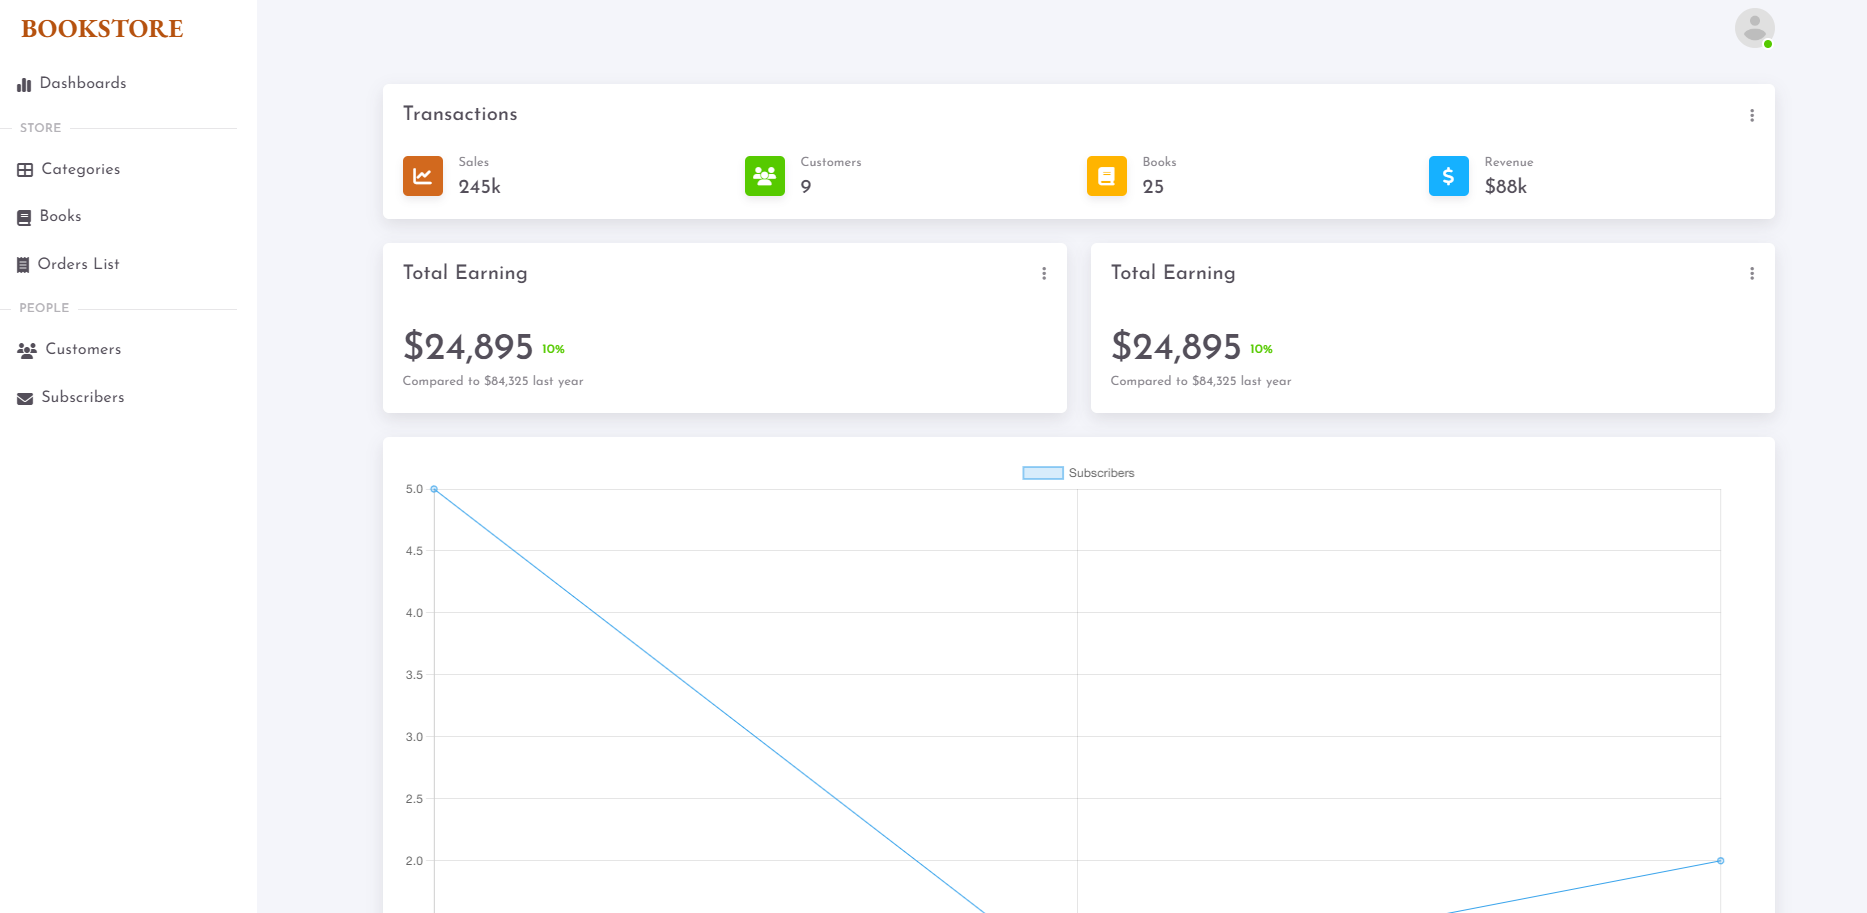 BOOKSTORE
Dashboards
STORE
Categories
Books
Orders List
PEOPLE
Customers
Subscribers
Transactions
Sales
245k
Customers
9
Books
25
Revenue
$88k
Total Earning
$24,895 10%
Compared to $84,325 last year
Total Earning
$24,895 10%
Compared to $84,325 last year
Subscribers
5.0
4.5
4.0
3.5
3.0
2.5
2.0